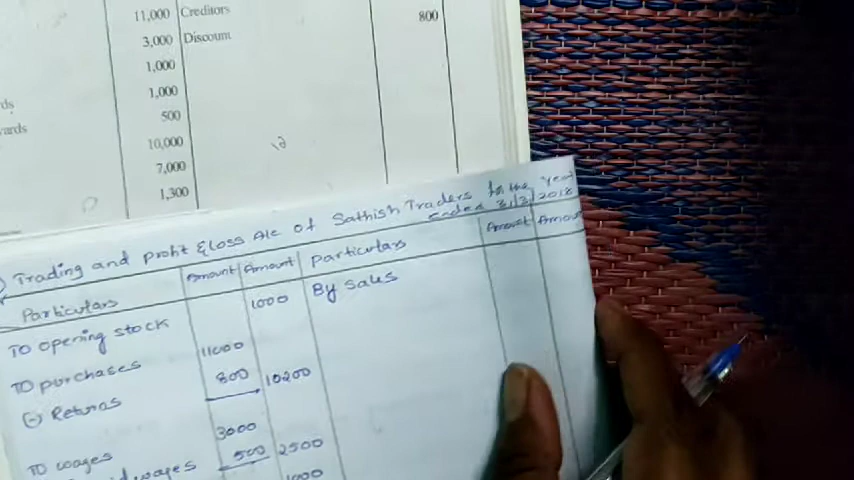 11,000 Creditors 800
3,000 Discount
1,000
1,000
500
10,000
7,000
1,300
Trading and profit & Loss A/c of Sathish Traders for the year
ended 31/3/2018
Particulars Amount Amount Particulars Amount Amount
To opening stock 1000 By sales
To purchases 11000
(-) Returns 800 10200
To wages 3000
wages 500 2500
1000